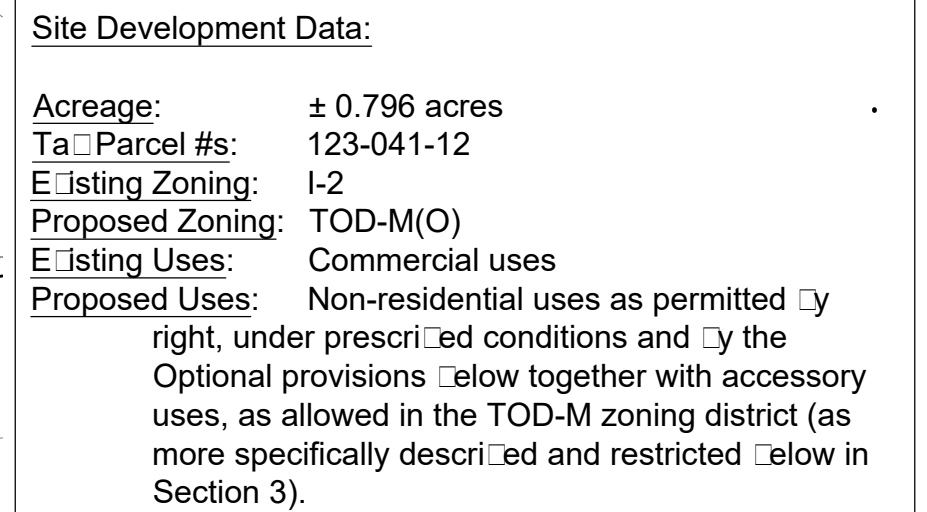 Site Development Data:
Acreage: ± 0.796 acres
Ta□Parcel #s: 123-041-12
E□isting Zoning: I-2
Proposed Zoning: TOD-M(O)
E□isting Uses: Commercial uses
Proposed Uses: Non-residential uses as permitted □y
right, under prescri□ed conditions and □y the
Optional provisions □elow together with accessory
uses, as allowed in the TOD-M zoning district (as
more specifically descri□ed and restricted □elow in
Section 3).